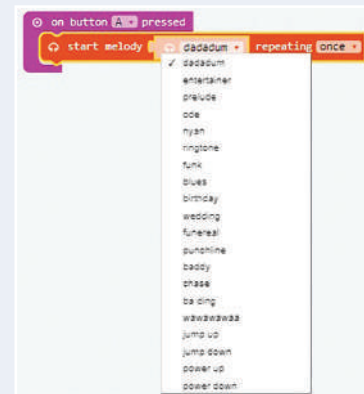 on button A pressed
start melody dadadum repeating once
✓ dadadum
entertainer
prelude
ode
nyan
ringtone
funk
blues
birthday
wedding
funereal
punchline
baddy
chase
ba ding
wawawawaa
jump up
jump down
power up
power down